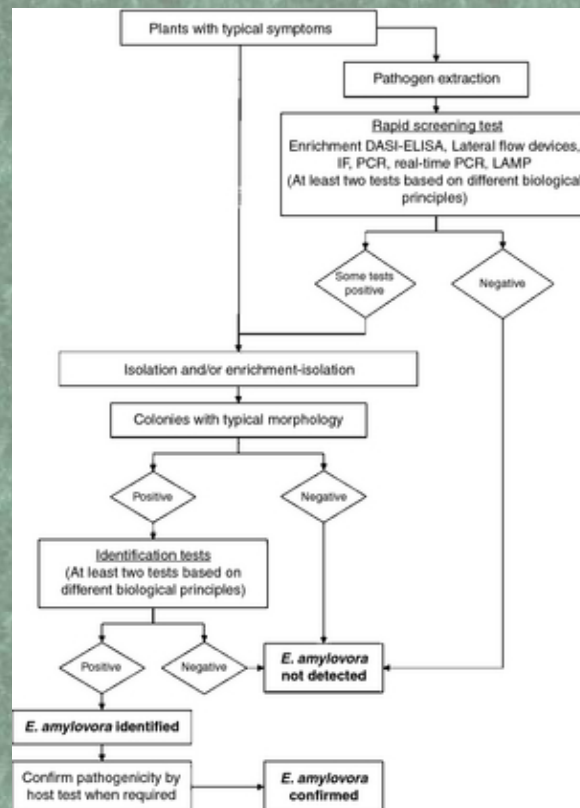 Plants with typical symptoms
Pathogen extraction
Rapid screening test
Enrichment DASI-ELISA, Lateral flow devices,
IF, PCR, real-time PCR, LAMP
(At least two tests based on different biological
principles)
Some tests
positive
Negative
Isolation and/or enrichment-isolation
Colonies with typical morphology
Positive
Negative
Identification tests
(At least two tests based on
different biological principles)
Positive
Negative
E. amylovora
not detected
E. amylovora identified
Confirm pathogenicity by
host test when required
E. amylovora
confirmed